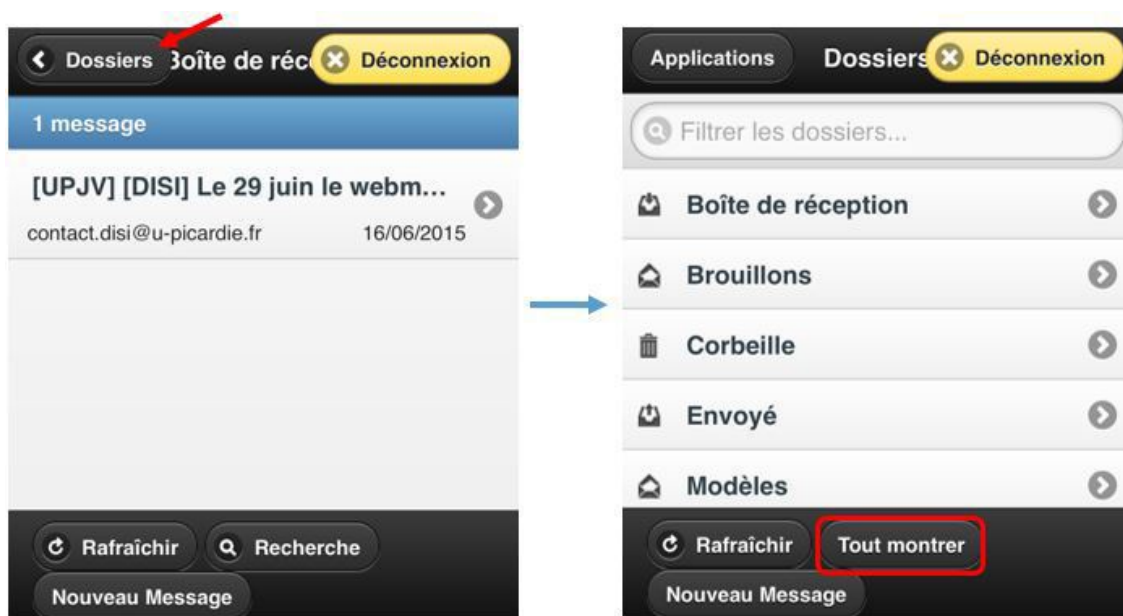 Dossiers Boîte de réc Déconnexion
1 message
[UPJV] [DISI] Le 29 juin le webm...
contact.disi@u-picardie.fr 16/06/2015
Rafraîchir Recherche
Nouveau Message
Applications Dossiers Déconnexion
Filtrer les dossiers...
Boîte de réception
Brouillons
Corbeille
Envoyé
Modèles
Rafraîchir Tout montrer
Nouveau Message